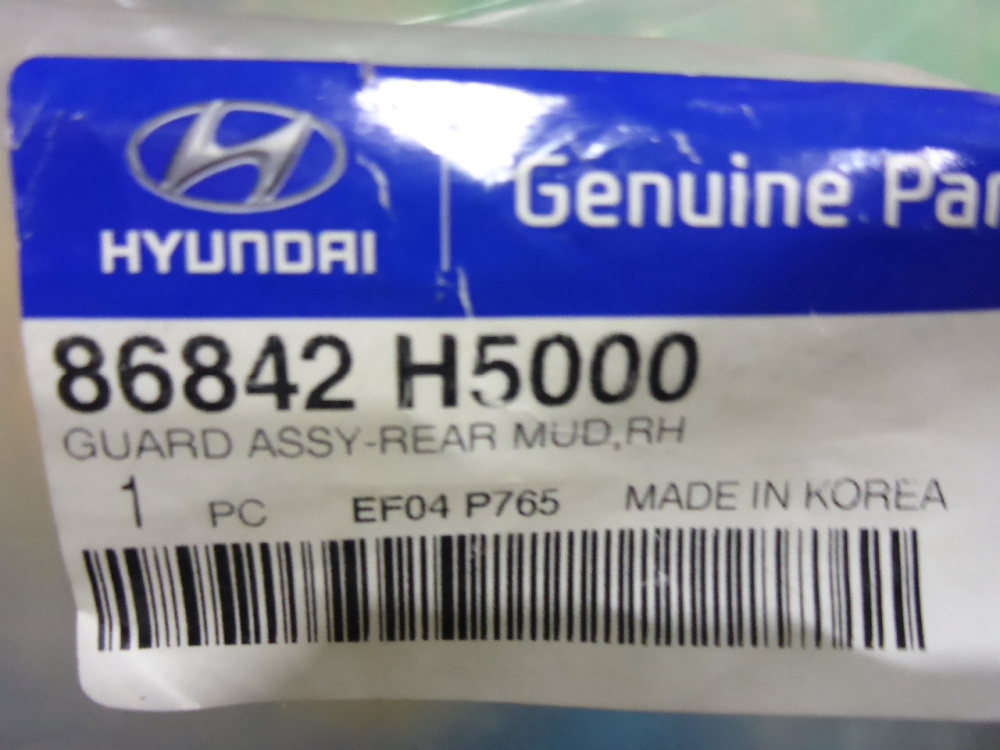 HYUNDAI
Genuine Par
86842 H5000
GUARD ASSY-REAR MUD,RH
1 PC EF04 P765 MADE IN KOREA